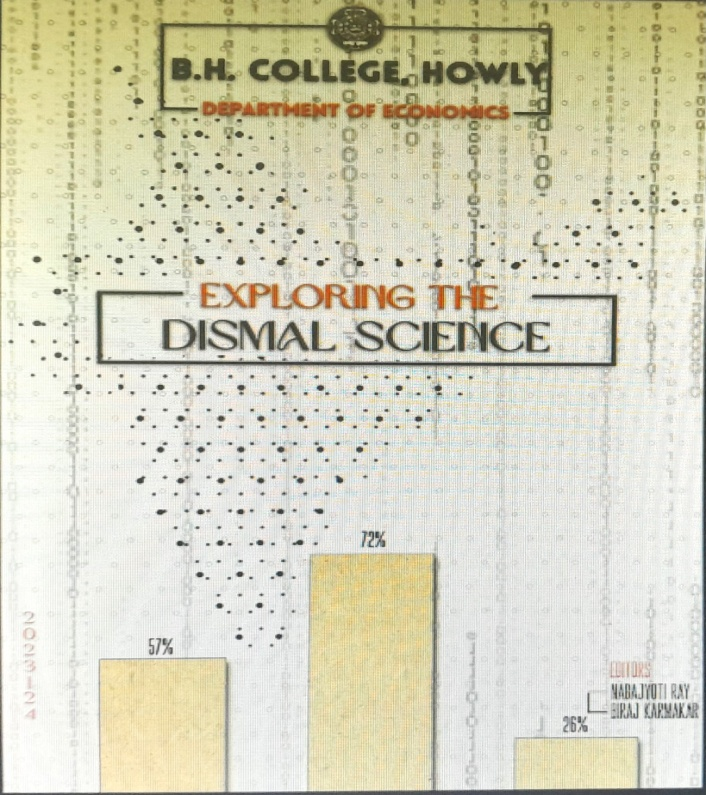 B.H. COLLEGE, HOWLY
DEPARTMENT OF ECONOMICS
EXPLORING THE
DISMAL SCIENCE
72%
57%
26%
2023-24
EDITORS
NABAJYOTI RAY
BIRAJ KARMAKAR